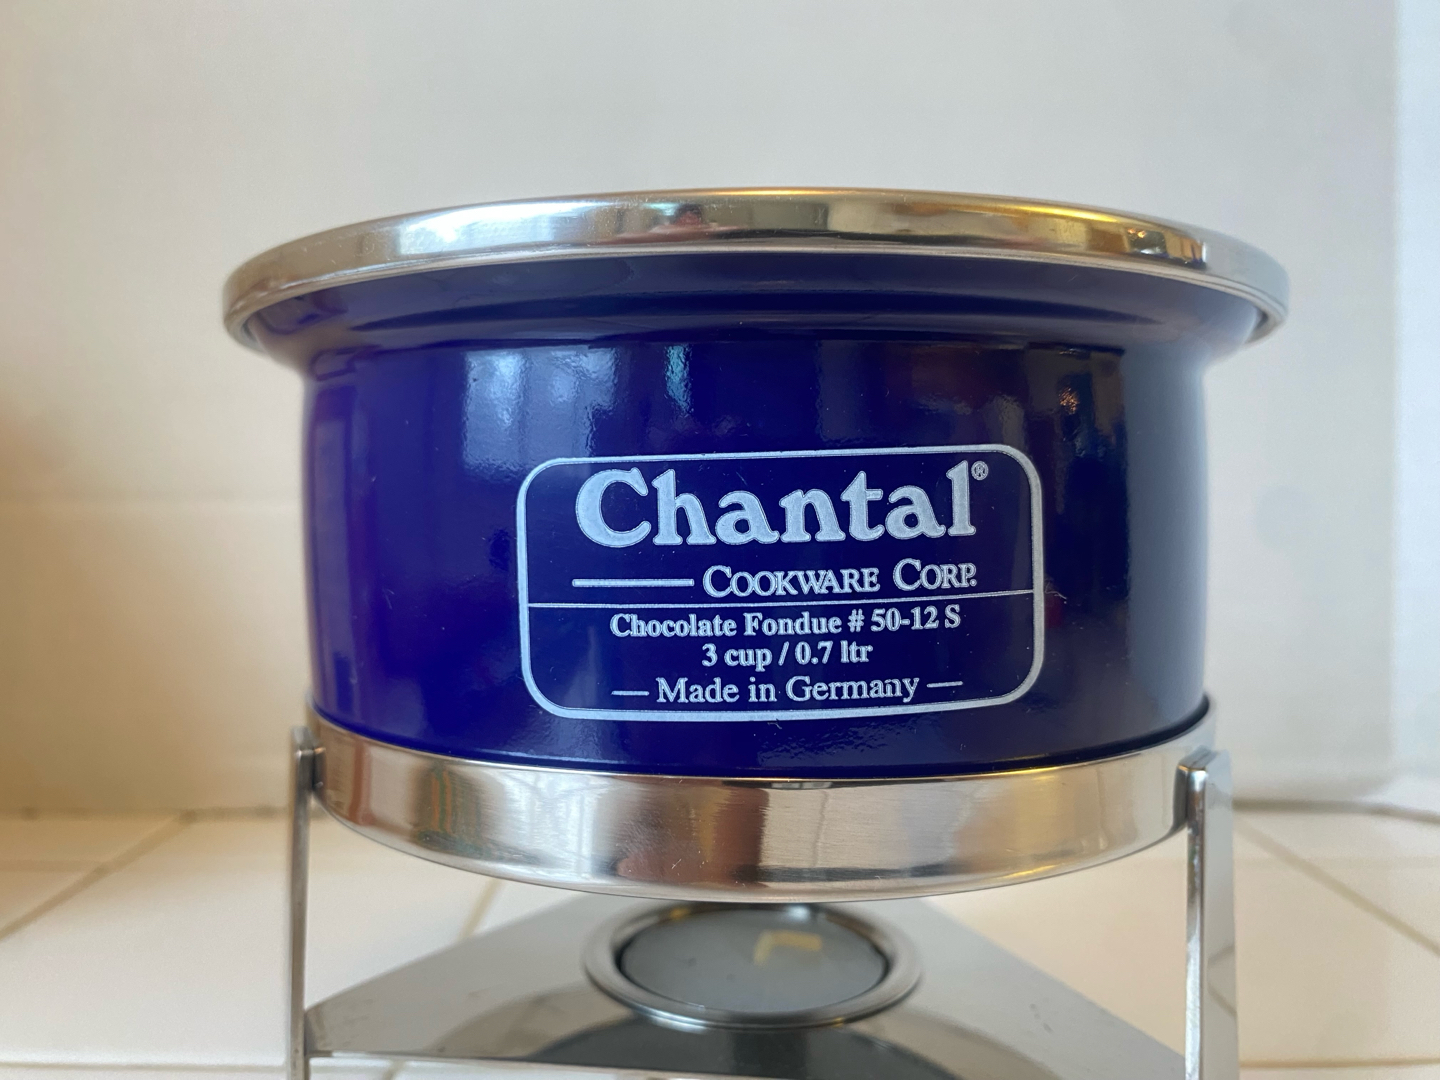 Chantal®
COOKWARE CORP.
Chocolate Fondue # 50-12 S
3 cup / 0.7 ltr
— Made in Germany —